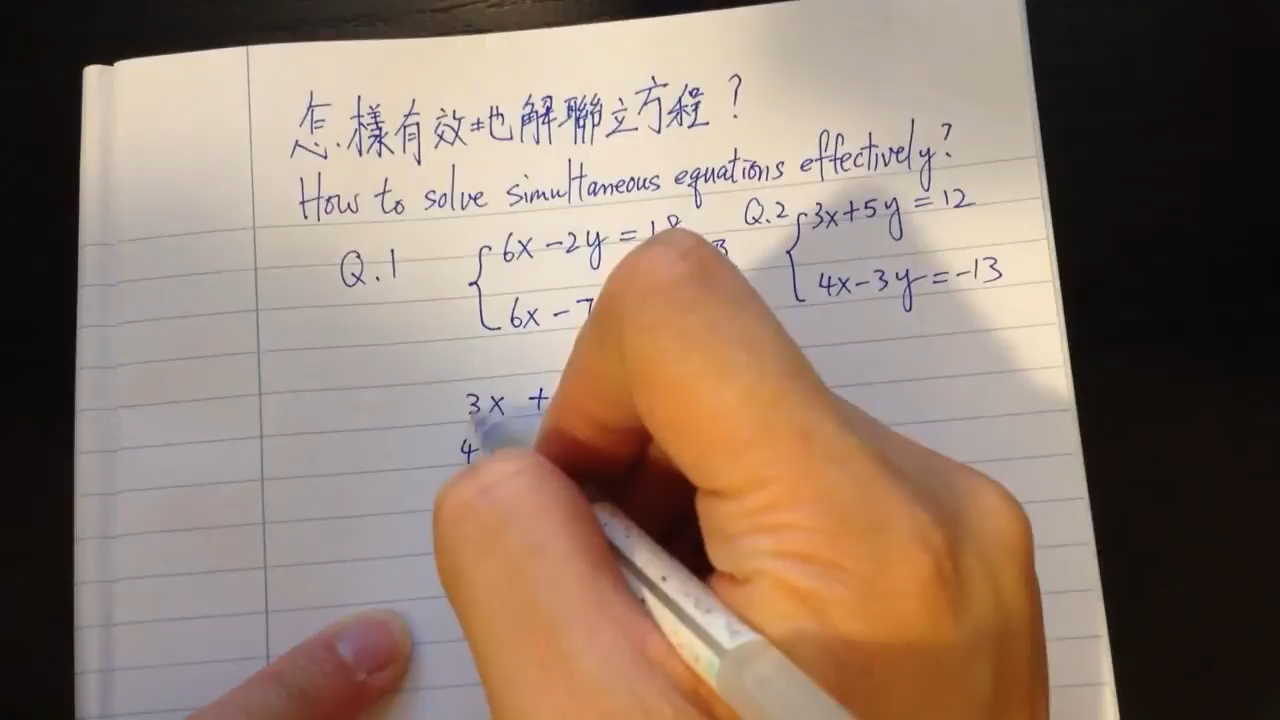 怎樣有效地解聯立方程?
How to solve simultaneous equations effectively?
Q.1
6x - 2y = 18
6x - 7
Q.2
3x + 5y = 12
4x - 3y = -13
3x +
4